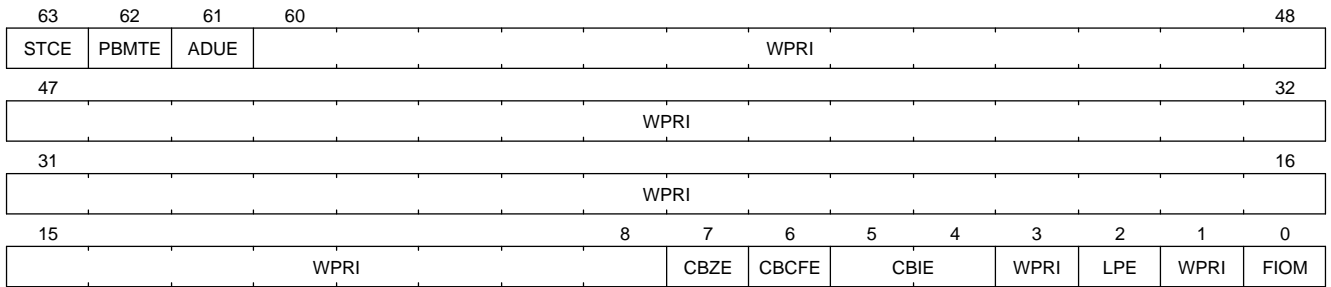 63 62 61 60 48
STCE PBMTE ADUE WPRI
47 32
WPRI
31 16
WPRI
15 8 7 6 5 4 3 2 1 0
WPRI CBZE CBCFE CBIE WPRI LPE WPRI FIOM